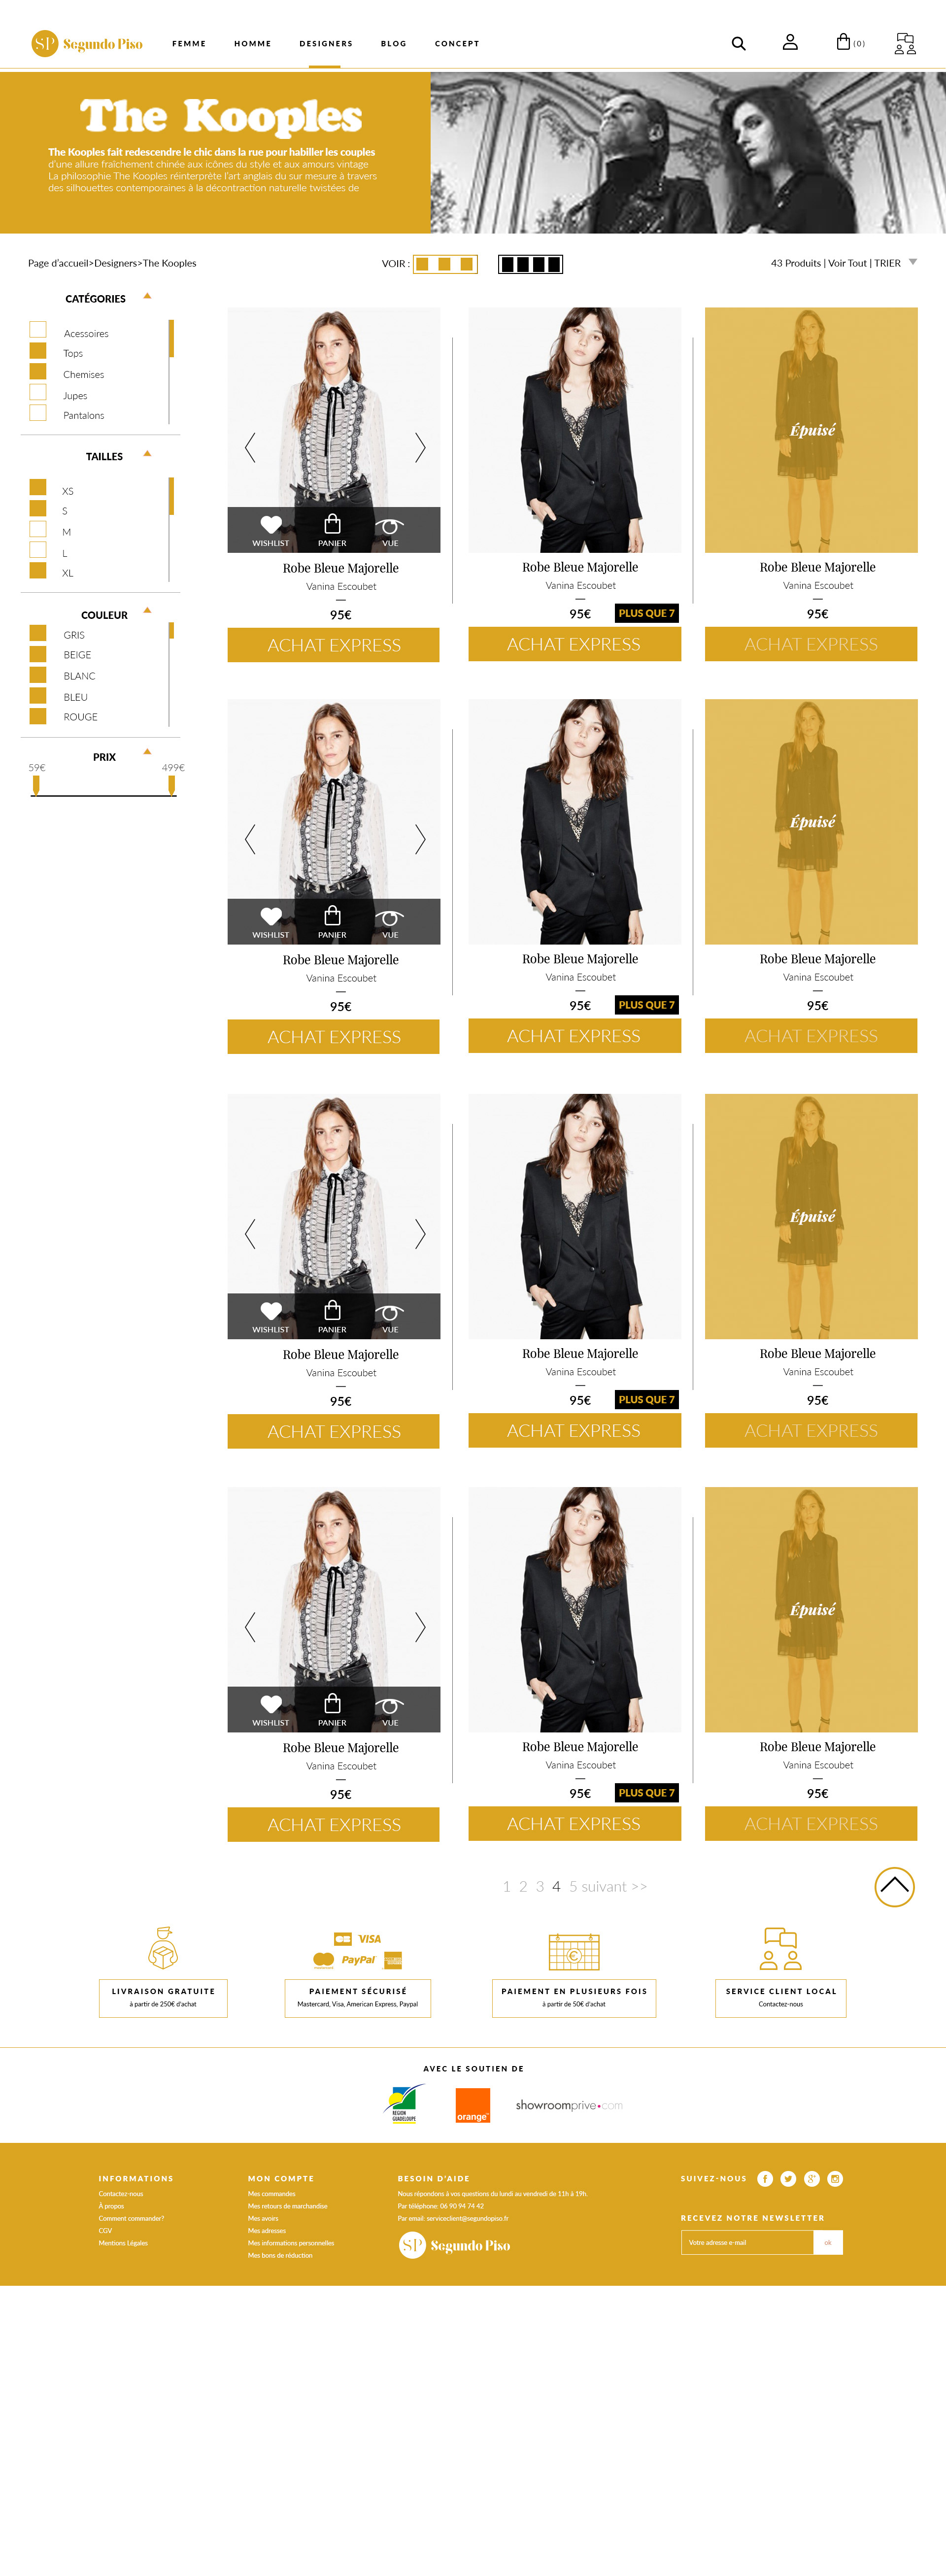 SP Segundo Piso
FEMME HOMME DESIGNERS BLOG CONCEPT
(0)
The Kooples
The Kooples fait redescendre le chic dans la rue pour habiller les couples
d'une allure fraîchement chinée aux icônes du style et aux amours vintage
La philosophie The Kooples réinterprète l'art anglais du sur mesure à travers
des silhouettes contemporaines à la décontraction naturelle twistées de
Page d'accueil>Designers>The Kooples
VOIR :
43 Produits | Voir Tout | TRIER
CATÉGORIES
Acessoires
Tops
Chemises
Jupes
Pantalons
TAILLES
XS
S
M
L
XL
COULEUR
GRIS
BEIGE
BLANC
BLEU
ROUGE
PRIX
59€ 499€
Épuisé
WISHLIST PANIER VUE
Robe Bleue Majorelle Robe Bleue Majorelle Robe Bleue Majorelle
Vanina Escoubet Vanina Escoubet Vanina Escoubet
95€ 95€ PLUS QUE 7 95€
ACHAT EXPRESS ACHAT EXPRESS ACHAT EXPRESS
Épuisé
WISHLIST PANIER VUE
Robe Bleue Majorelle Robe Bleue Majorelle Robe Bleue Majorelle
Vanina Escoubet Vanina Escoubet Vanina Escoubet
95€ 95€ PLUS QUE 7 95€
ACHAT EXPRESS ACHAT EXPRESS ACHAT EXPRESS
Épuisé
WISHLIST PANIER VUE
Robe Bleue Majorelle Robe Bleue Majorelle Robe Bleue Majorelle
Vanina Escoubet Vanina Escoubet Vanina Escoubet
95€ 95€ PLUS QUE 7 95€
ACHAT EXPRESS ACHAT EXPRESS ACHAT EXPRESS
Épuisé
WISHLIST PANIER VUE
Robe Bleue Majorelle Robe Bleue Majorelle Robe Bleue Majorelle
Vanina Escoubet Vanina Escoubet Vanina Escoubet
95€ 95€ PLUS QUE 7 95€
ACHAT EXPRESS ACHAT EXPRESS ACHAT EXPRESS
1 2 3 4 5 suivant >>
VISA
PayPal
€
LIVRAISON GRATUITE
à partir de 250€ d'achat
PAIEMENT SÉCURISÉ
Mastercard, Visa, American Express, Paypal
PAIEMENT EN PLUSIEURS FOIS
à partir de 50€ d'achat
SERVICE CLIENT LOCAL
Contactez-nous
AVEC LE SOUTIEN DE
REGION
GUADELOUPE
orange
showroomprive.com
INFORMATIONS
Contactez-nous
À propos
Comment commander?
CGV
Mentions Légales
MON COMPTE
Mes commandes
Mes retours de marchandise
Mes avoirs
Mes adresses
Mes informations personnelles
Mes bons de réduction
BESOIN D'AIDE
Nous répondons à vos questions du lundi au vendredi de 11h à 19h.
Par téléphone: 06 90 94 74 42
Par email: serviceclient@segundopiso.fr
SP Segundo Piso
SUIVEZ-NOUS
RECEVEZ NOTRE NEWSLETTER
Votre adresse e-mail ok